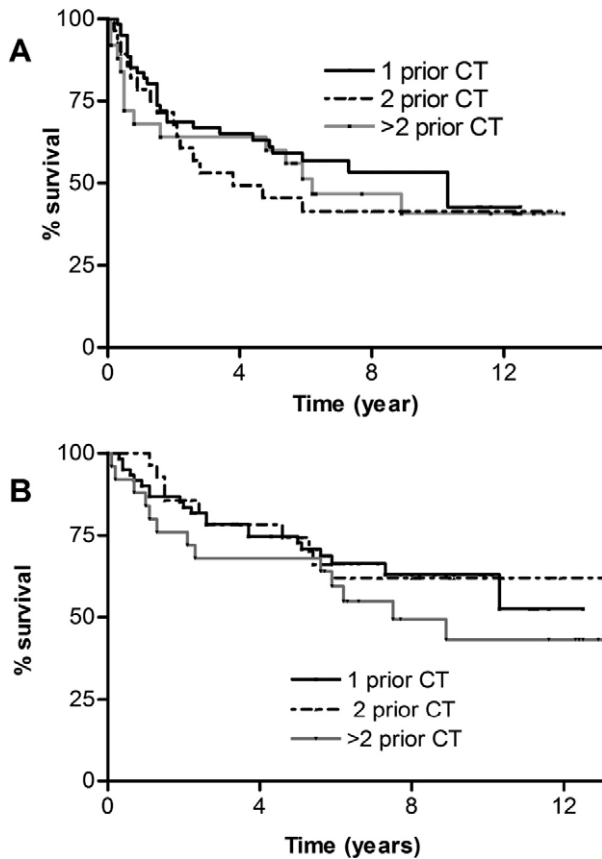 A
100
75
50
25
0
% survival
1 prior CT
2 prior CT
>2 prior CT
0 4 8 12
Time (year)
B
100
75
50
25
0
% survival
1 prior CT
2 prior CT
>2 prior CT
0 4 8 12
Time (years)